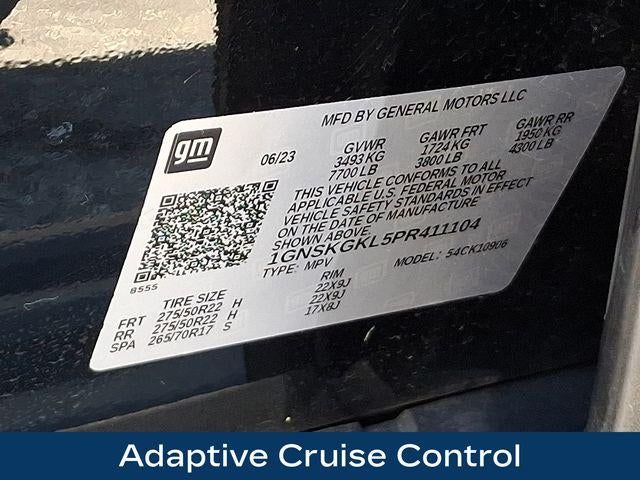 MFD BY GENERAL MOTORS LLC
gm
06/23 GVWR GAWR FRT GAWR RR
3493 KG 1724 KG 1950 KG
7700 LB 3800 LB 4300 LB
THIS VEHICLE CONFORMS TO ALL
APPLICABLE U.S. FEDERAL MOTOR
VEHICLE SAFETY STANDARDS IN EFFECT
ON THE DATE OF MANUFACTURE
SHOWN ABOVE.
1GNSKGKL5PR411104
TYPE: MPV MODEL: 54CK10906
8555
TIRE SIZE RIM
FRT 275/50R22 H 22X9J
RR 275/50R22 H 22X9J
SPA 265/70R17 S 17X8J
Adaptive Cruise Control